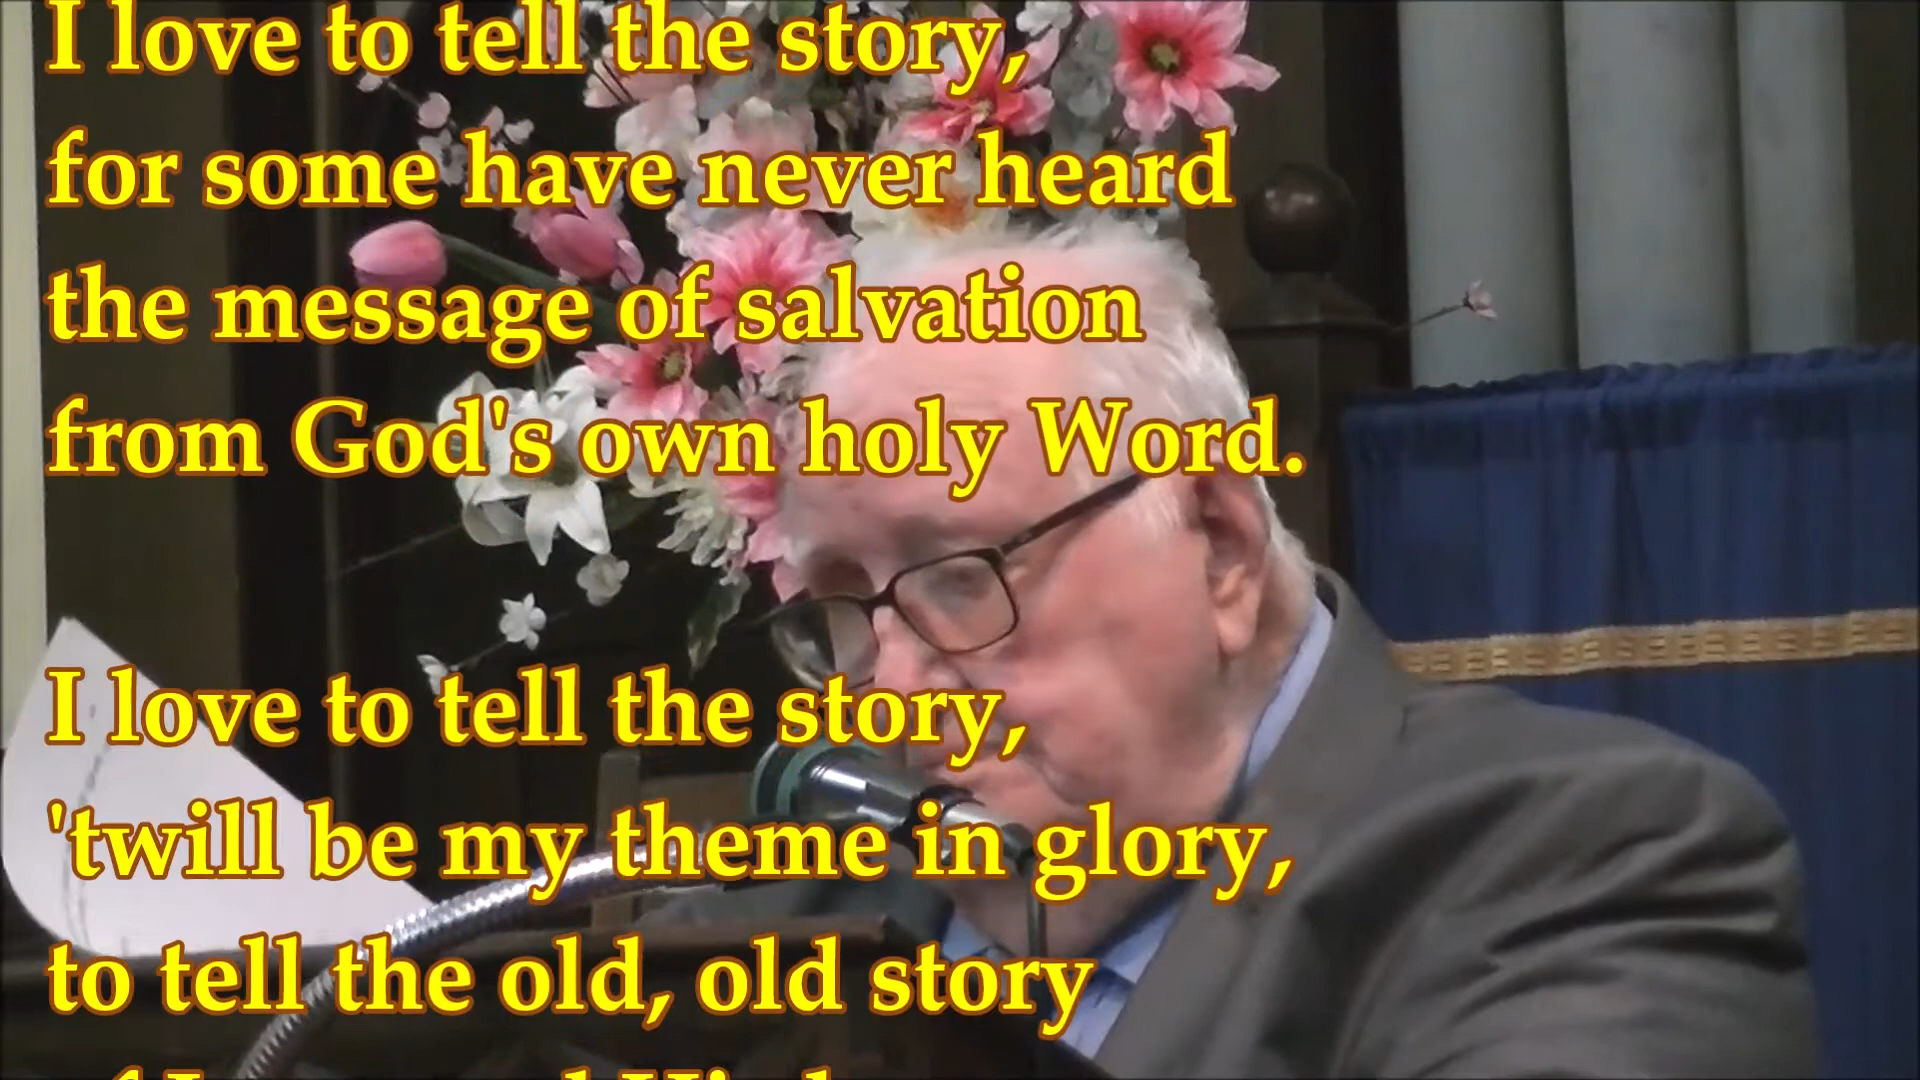 I love to tell the story,
for some have never heard
the message of salvation
from God's own holy Word.
I love to tell the story,
'twill be my theme in glory,
to tell the old, old story